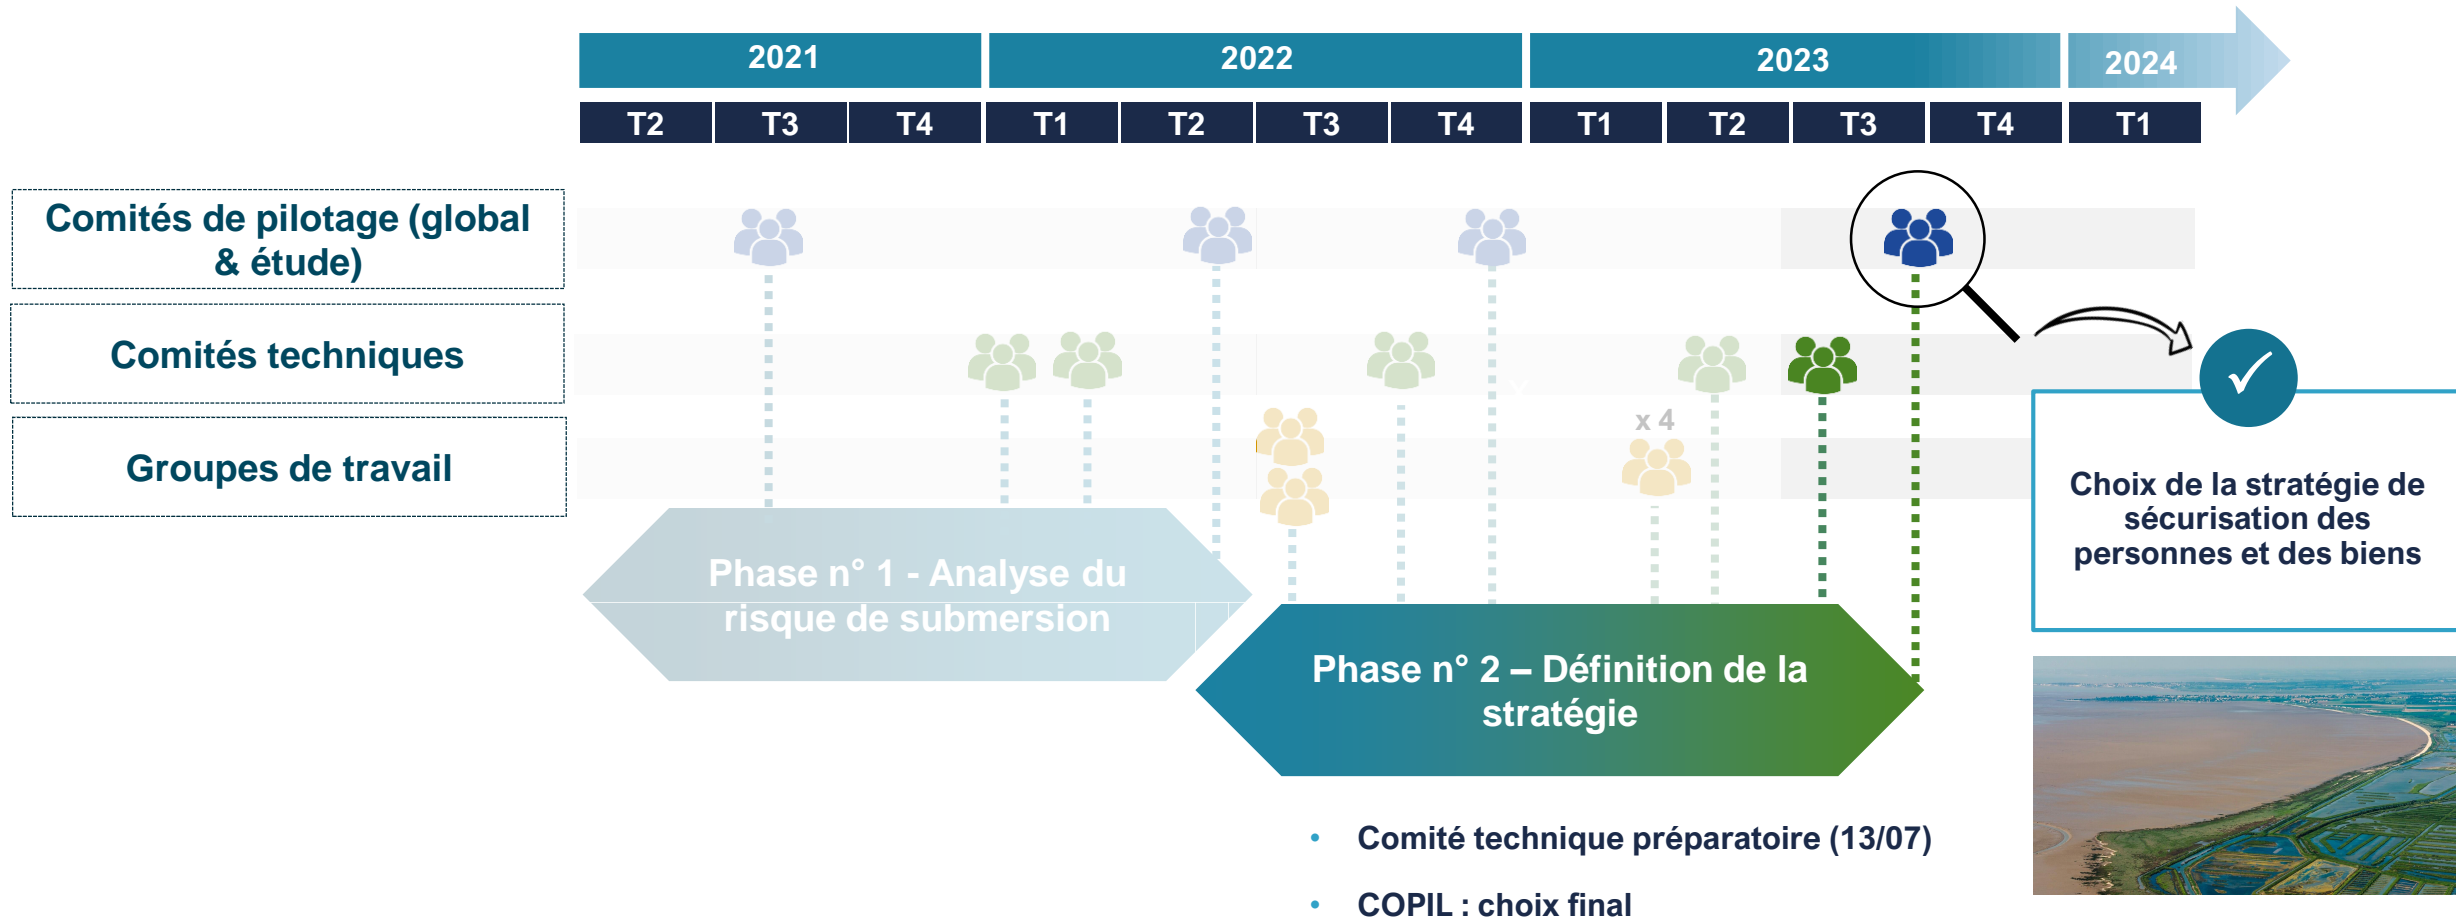 2021
2022
2023
2024
T2 T3 T4 T1 T2 T3 T4 T1 T2 T3 T4 T1
Comités de pilotage (global
& étude)
Comités techniques
x 4
Groupes de travail
Choix de la stratégie de
sécurisation des
personnes et des biens
Phase n° 1 - Analyse du
risque de submersion
Phase n° 2 – Définition de la
stratégie
• Comité technique préparatoire (13/07)
• COPIL : choix final